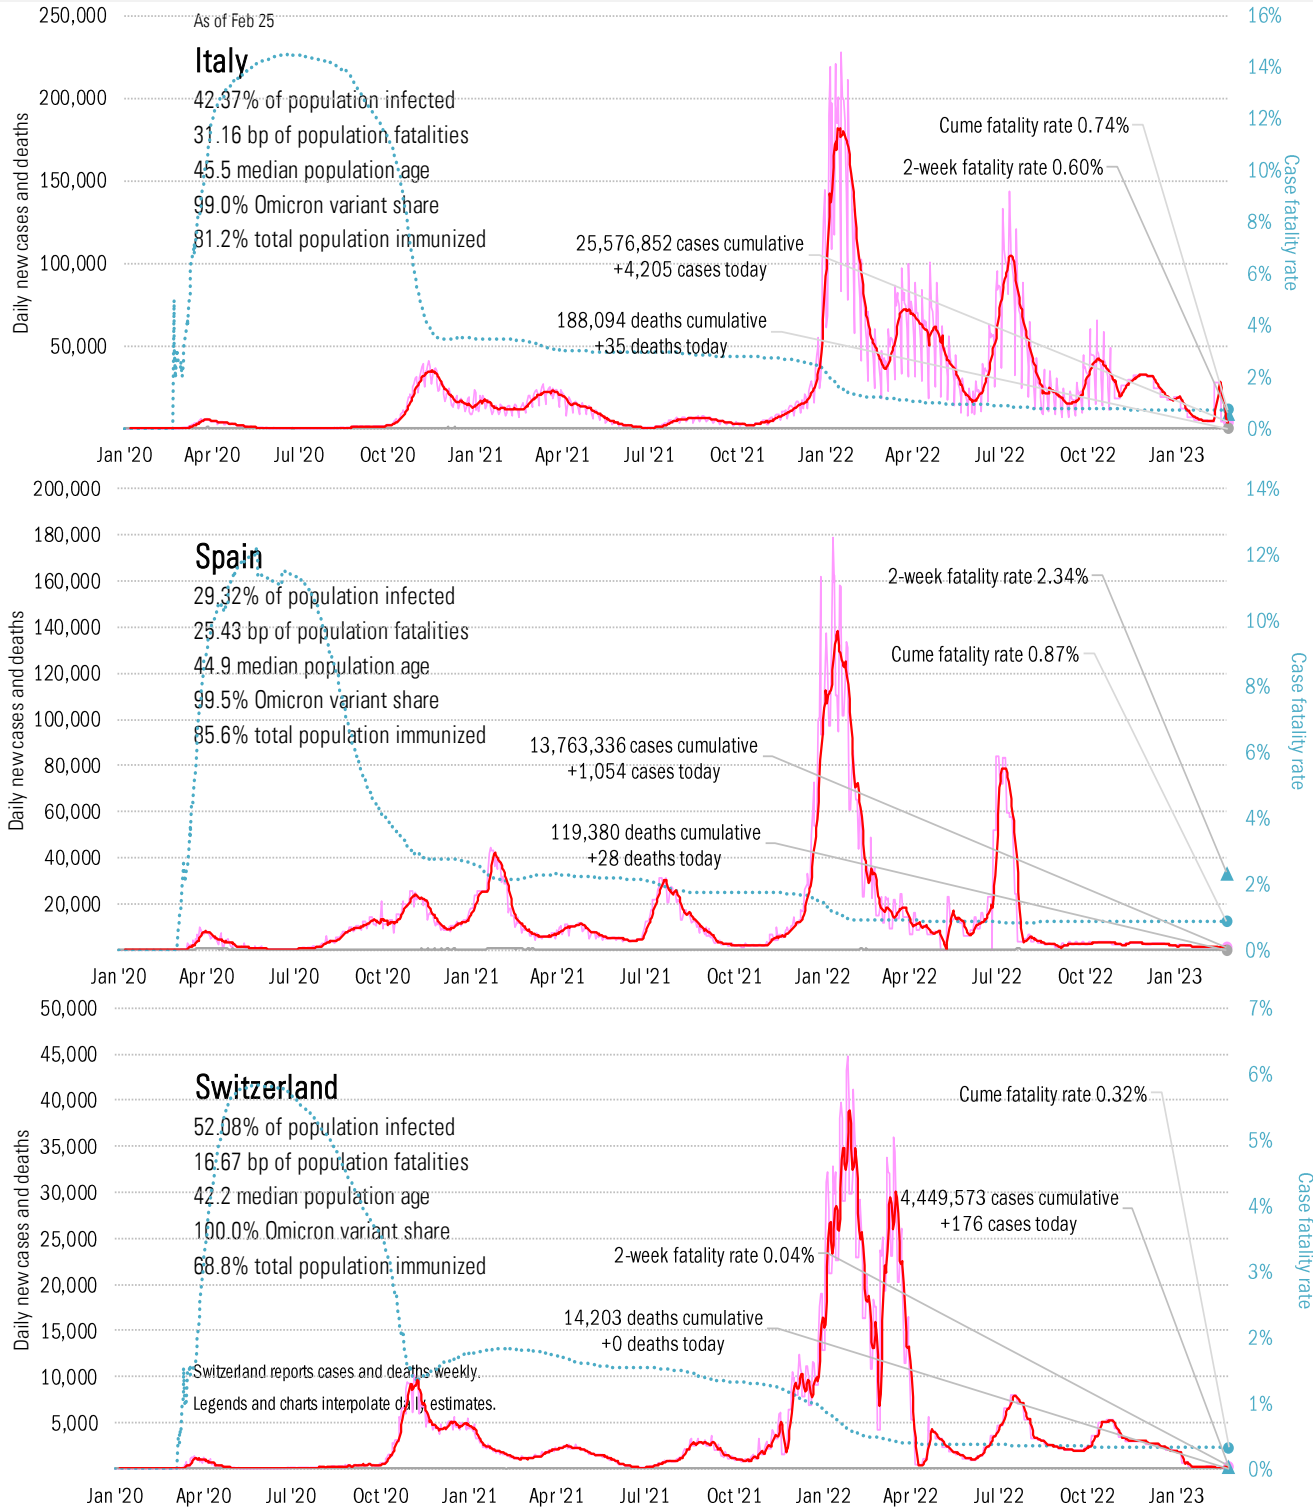 As of Feb 25
Italy
42.37% of population infected
31.16 bp of population fatalities
45.5 median population age
99.0% Omicron variant share
81.2% total population immunized
Daily new cases and deaths
250,000
200,000
150,000
100,000
50,000
25,576,852 cases cumulative
+4,205 cases today
188,094 deaths cumulative
+35 deaths today
Cume fatality rate 0.74%
2-week fatality rate 0.60%
16%
14%
12%
10%
8%
6%
4%
2%
0%
Case fatality rate
Jan '20 Apr '20 Jul '20 Oct '20 Jan '21 Apr '21 Jul '21 Oct '21 Jan '22 Apr '22 Jul '22 Oct '22 Jan '23
Spain
29.32% of population infected
25.43 bp of population fatalities
44.9 median population age
99.5% Omicron variant share
85.6% total population immunized
Daily new cases and deaths
200,000
180,000
160,000
140,000
120,000
100,000
80,000
60,000
40,000
20,000
13,763,336 cases cumulative
+1,054 cases today
119,380 deaths cumulative
+28 deaths today
2-week fatality rate 2.34%
Cume fatality rate 0.87%
14%
12%
10%
8%
6%
4%
2%
0%
Case fatality rate
Jan '20 Apr '20 Jul '20 Oct '20 Jan '21 Apr '21 Jul '21 Oct '21 Jan '22 Apr '22 Jul '22 Oct '22 Jan '23
Switzerland
52.08% of population infected
16.67 bp of population fatalities
42.2 median population age
100.0% Omicron variant share
68.8% total population immunized
Switzerland reports cases and deaths weekly.
Legends and charts interpolate daily estimates.
Daily new cases and deaths
50,000
45,000
40,000
35,000
30,000
25,000
20,000
15,000
10,000
5,000
Cume fatality rate 0.32%
4,449,573 cases cumulative
+176 cases today
2-week fatality rate 0.04%
14,203 deaths cumulative
+0 deaths today
7%
6%
5%
4%
3%
2%
1%
0%
Case fatality rate
Jan '20 Apr '20 Jul '20 Oct '20 Jan '21 Apr '21 Jul '21 Oct '21 Jan '22 Apr '22 Jul '22 Oct '22 Jan '23